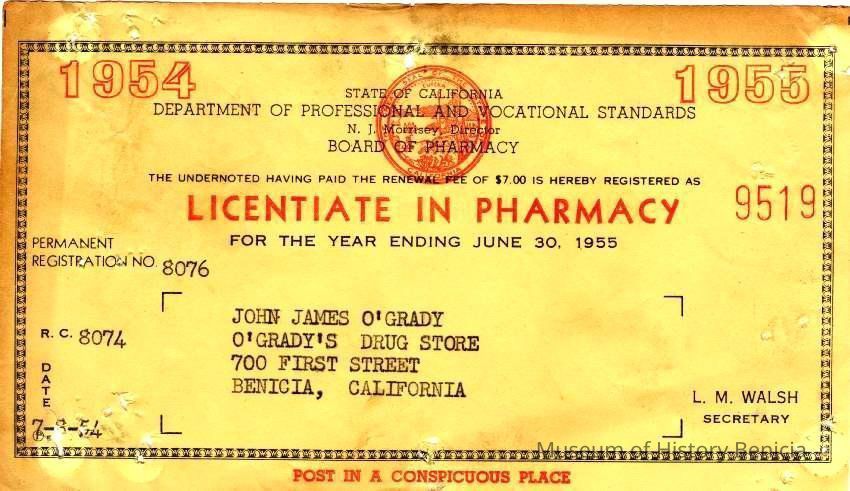 1954
1955
STATE OF CALIFORNIA
DEPARTMENT OF PROFESSIONAL AND VOCATIONAL STANDARDS
N. J. Morrisey, Director
BOARD OF PHARMACY
THE UNDERNOTED HAVING PAID THE RENEWAL FEE OF $7.00 IS HEREBY REGISTERED AS
LICENTIATE IN PHARMACY
9519
FOR THE YEAR ENDING JUNE 30, 1955
PERMANENT
REGISTRATION NO. 8076
JOHN JAMES O'GRADY
R. C. 8074
O'GRADY'S DRUG STORE
700 FIRST STREET
BENICIA, CALIFORNIA
DATE
L. M. WALSH
SECRETARY
Museum of History Benicia
POST IN A CONSPICUOUS PLACE